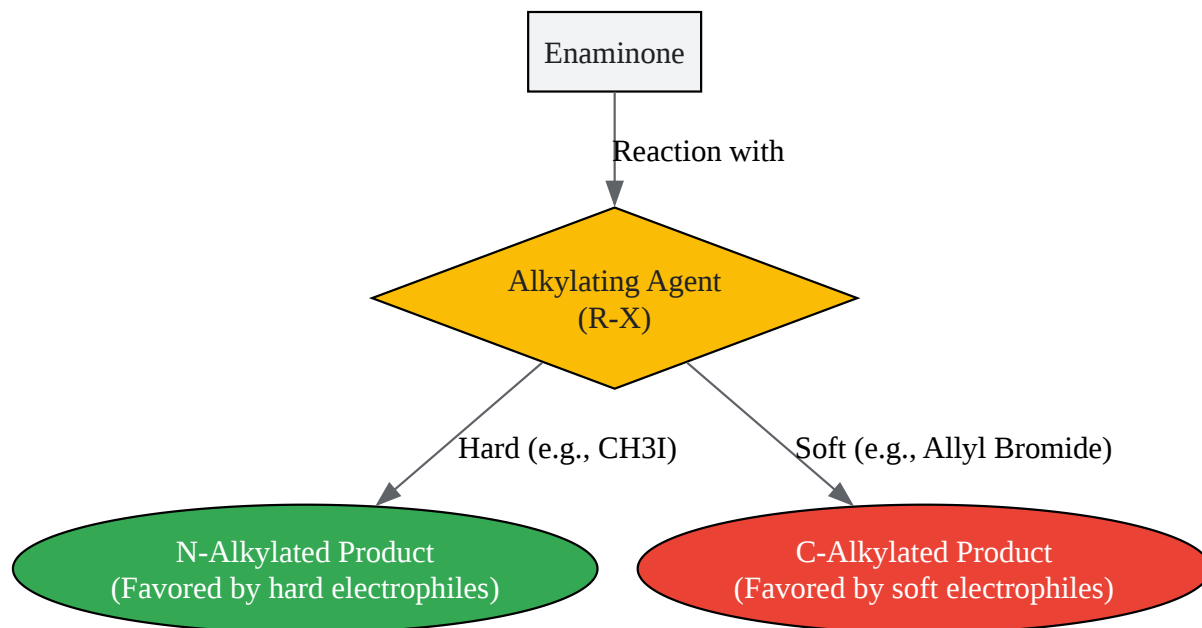 Enaminone
Reaction with
Alkylating Agent
(R-X)
Hard (e.g., CH3I)
Soft (e.g., Allyl Bromide)
N-Alkylated Product
(Favored by hard electrophiles)
C-Alkylated Product
(Favored by soft electrophiles)